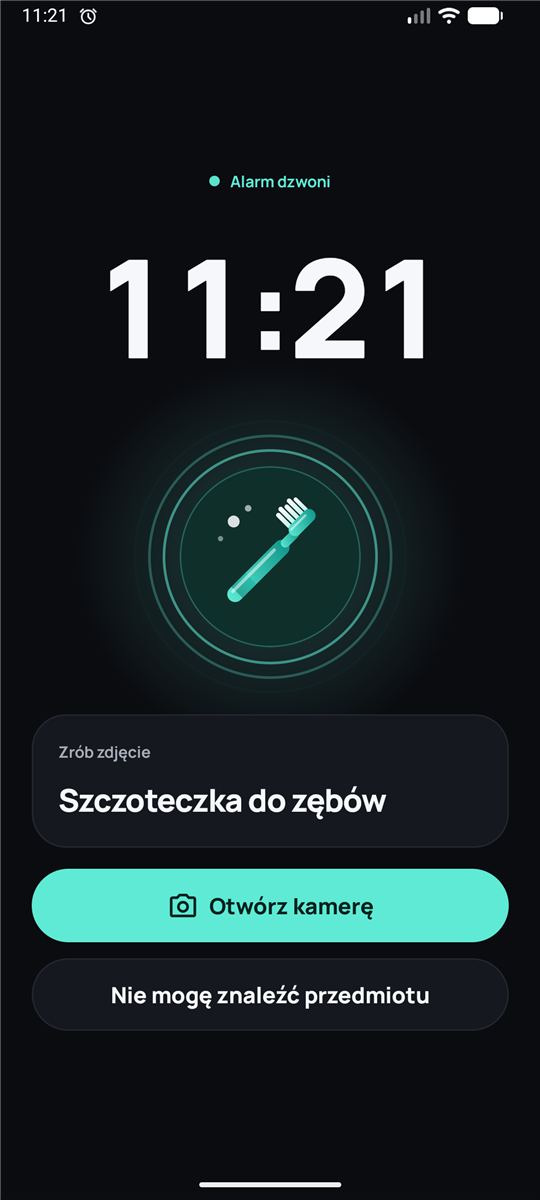 11:21
Alarm dzwoni
11:21
Zrób zdjęcie
Szczoteczka do zębów
Otwórz kamerę
Nie mogę znaleźć przedmiotu